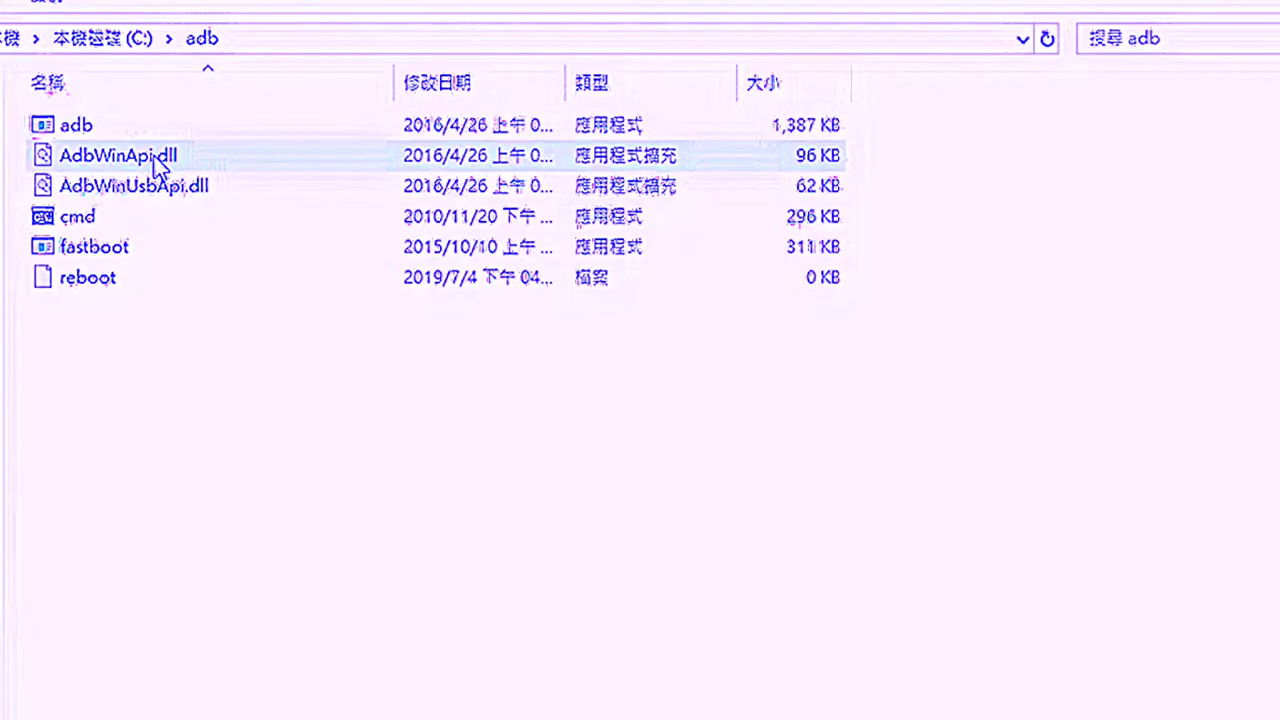 本機磁碟 (C:) › adb
搜尋 adb
名稱 修改日期 類型 大小
adb 2016/4/26 上午 0... 應用程式 1,387 KB
AdbWinApi.dll 2016/4/26 上午 0... 應用程式擴充 96 KB
AdbWinUsbApi.dll 2016/4/26 上午 0... 應用程式擴充 62 KB
cmd 2010/11/20 下午 ... 應用程式 296 KB
fastboot 2015/10/10 上午 ... 應用程式 311 KB
reboot 2019/7/4 下午 04... 檔案 0 KB